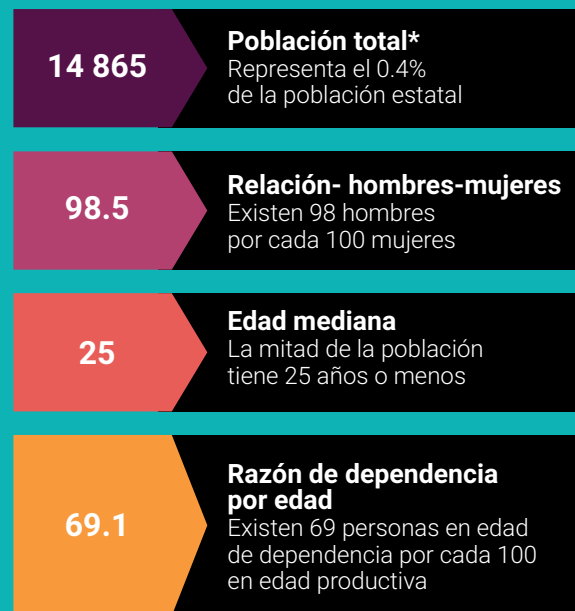 14 865
Población total*
Representa el 0.4%
de la población estatal
98.5
Relación- hombres-mujeres
Existen 98 hombres
por cada 100 mujeres
25
Edad mediana
La mitad de la población
tiene 25 años o menos
69.1
Razón de dependencia
por edad
Existen 69 personas en edad
de dependencia por cada 100
en edad productiva